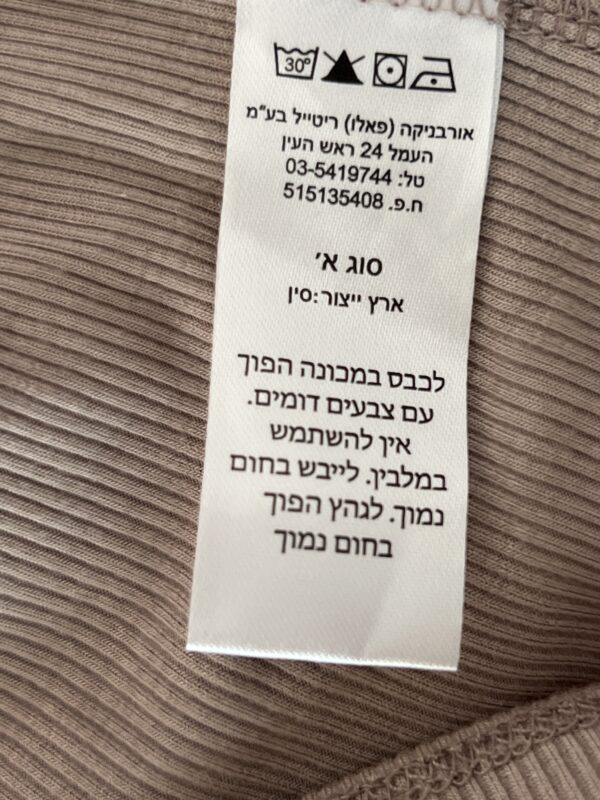 30°
אורבניקה (פאלו) ריטייל בע"מ
העמל 24 ראש העין
טל: 03-5419744
ח.פ. 515135408
סוג א'
ארץ ייצור:סין
לכבס במכונה הפוך
עם צבעים דומים.
אין להשתמש
במלבין. לייבש בחום
נמוך. לגהץ הפוך
בחום נמוך